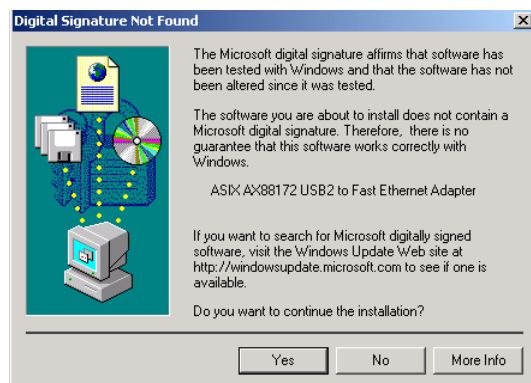 Digital Signature Not Found
The Microsoft digital signature affirms that software has
been tested with Windows and that the software has not
been altered since it was tested.
The software you are about to install does not contain a
Microsoft digital signature. Therefore, there is no
guarantee that this software works correctly with
Windows.
ASIX AX88172 USB2 to Fast Ethernet Adapter
If you want to search for Microsoft digitally signed
software, visit the Windows Update Web site at
http://windowsupdate.microsoft.com to see if one is
available.
Do you want to continue the installation?
Yes No More Info